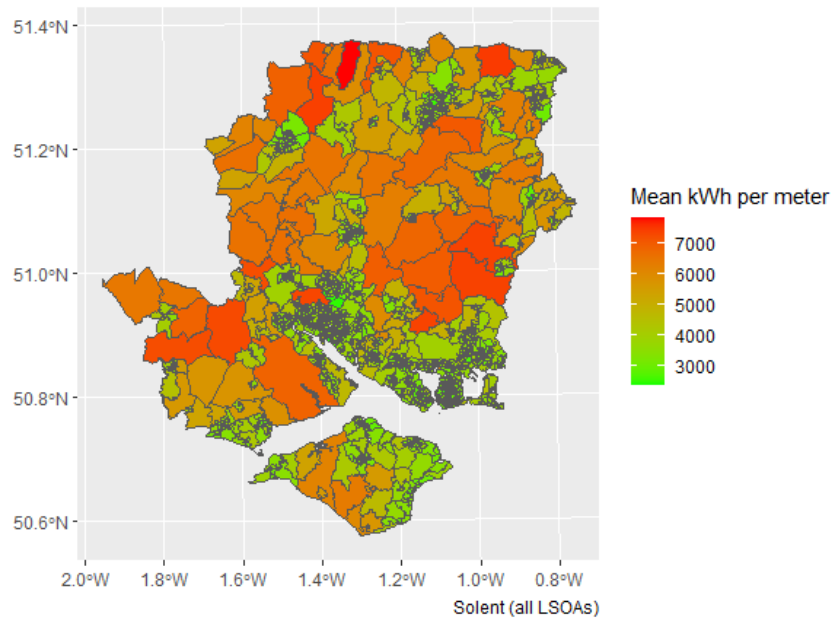 51.4°N
51.2°N
51.0°N
50.8°N
50.6°N
2.0°W 1.8°W 1.6°W 1.4°W 1.2°W 1.0°W 0.8°W
Solent (all LSOAs)
Mean kWh per meter
7000
6000
5000
4000
3000